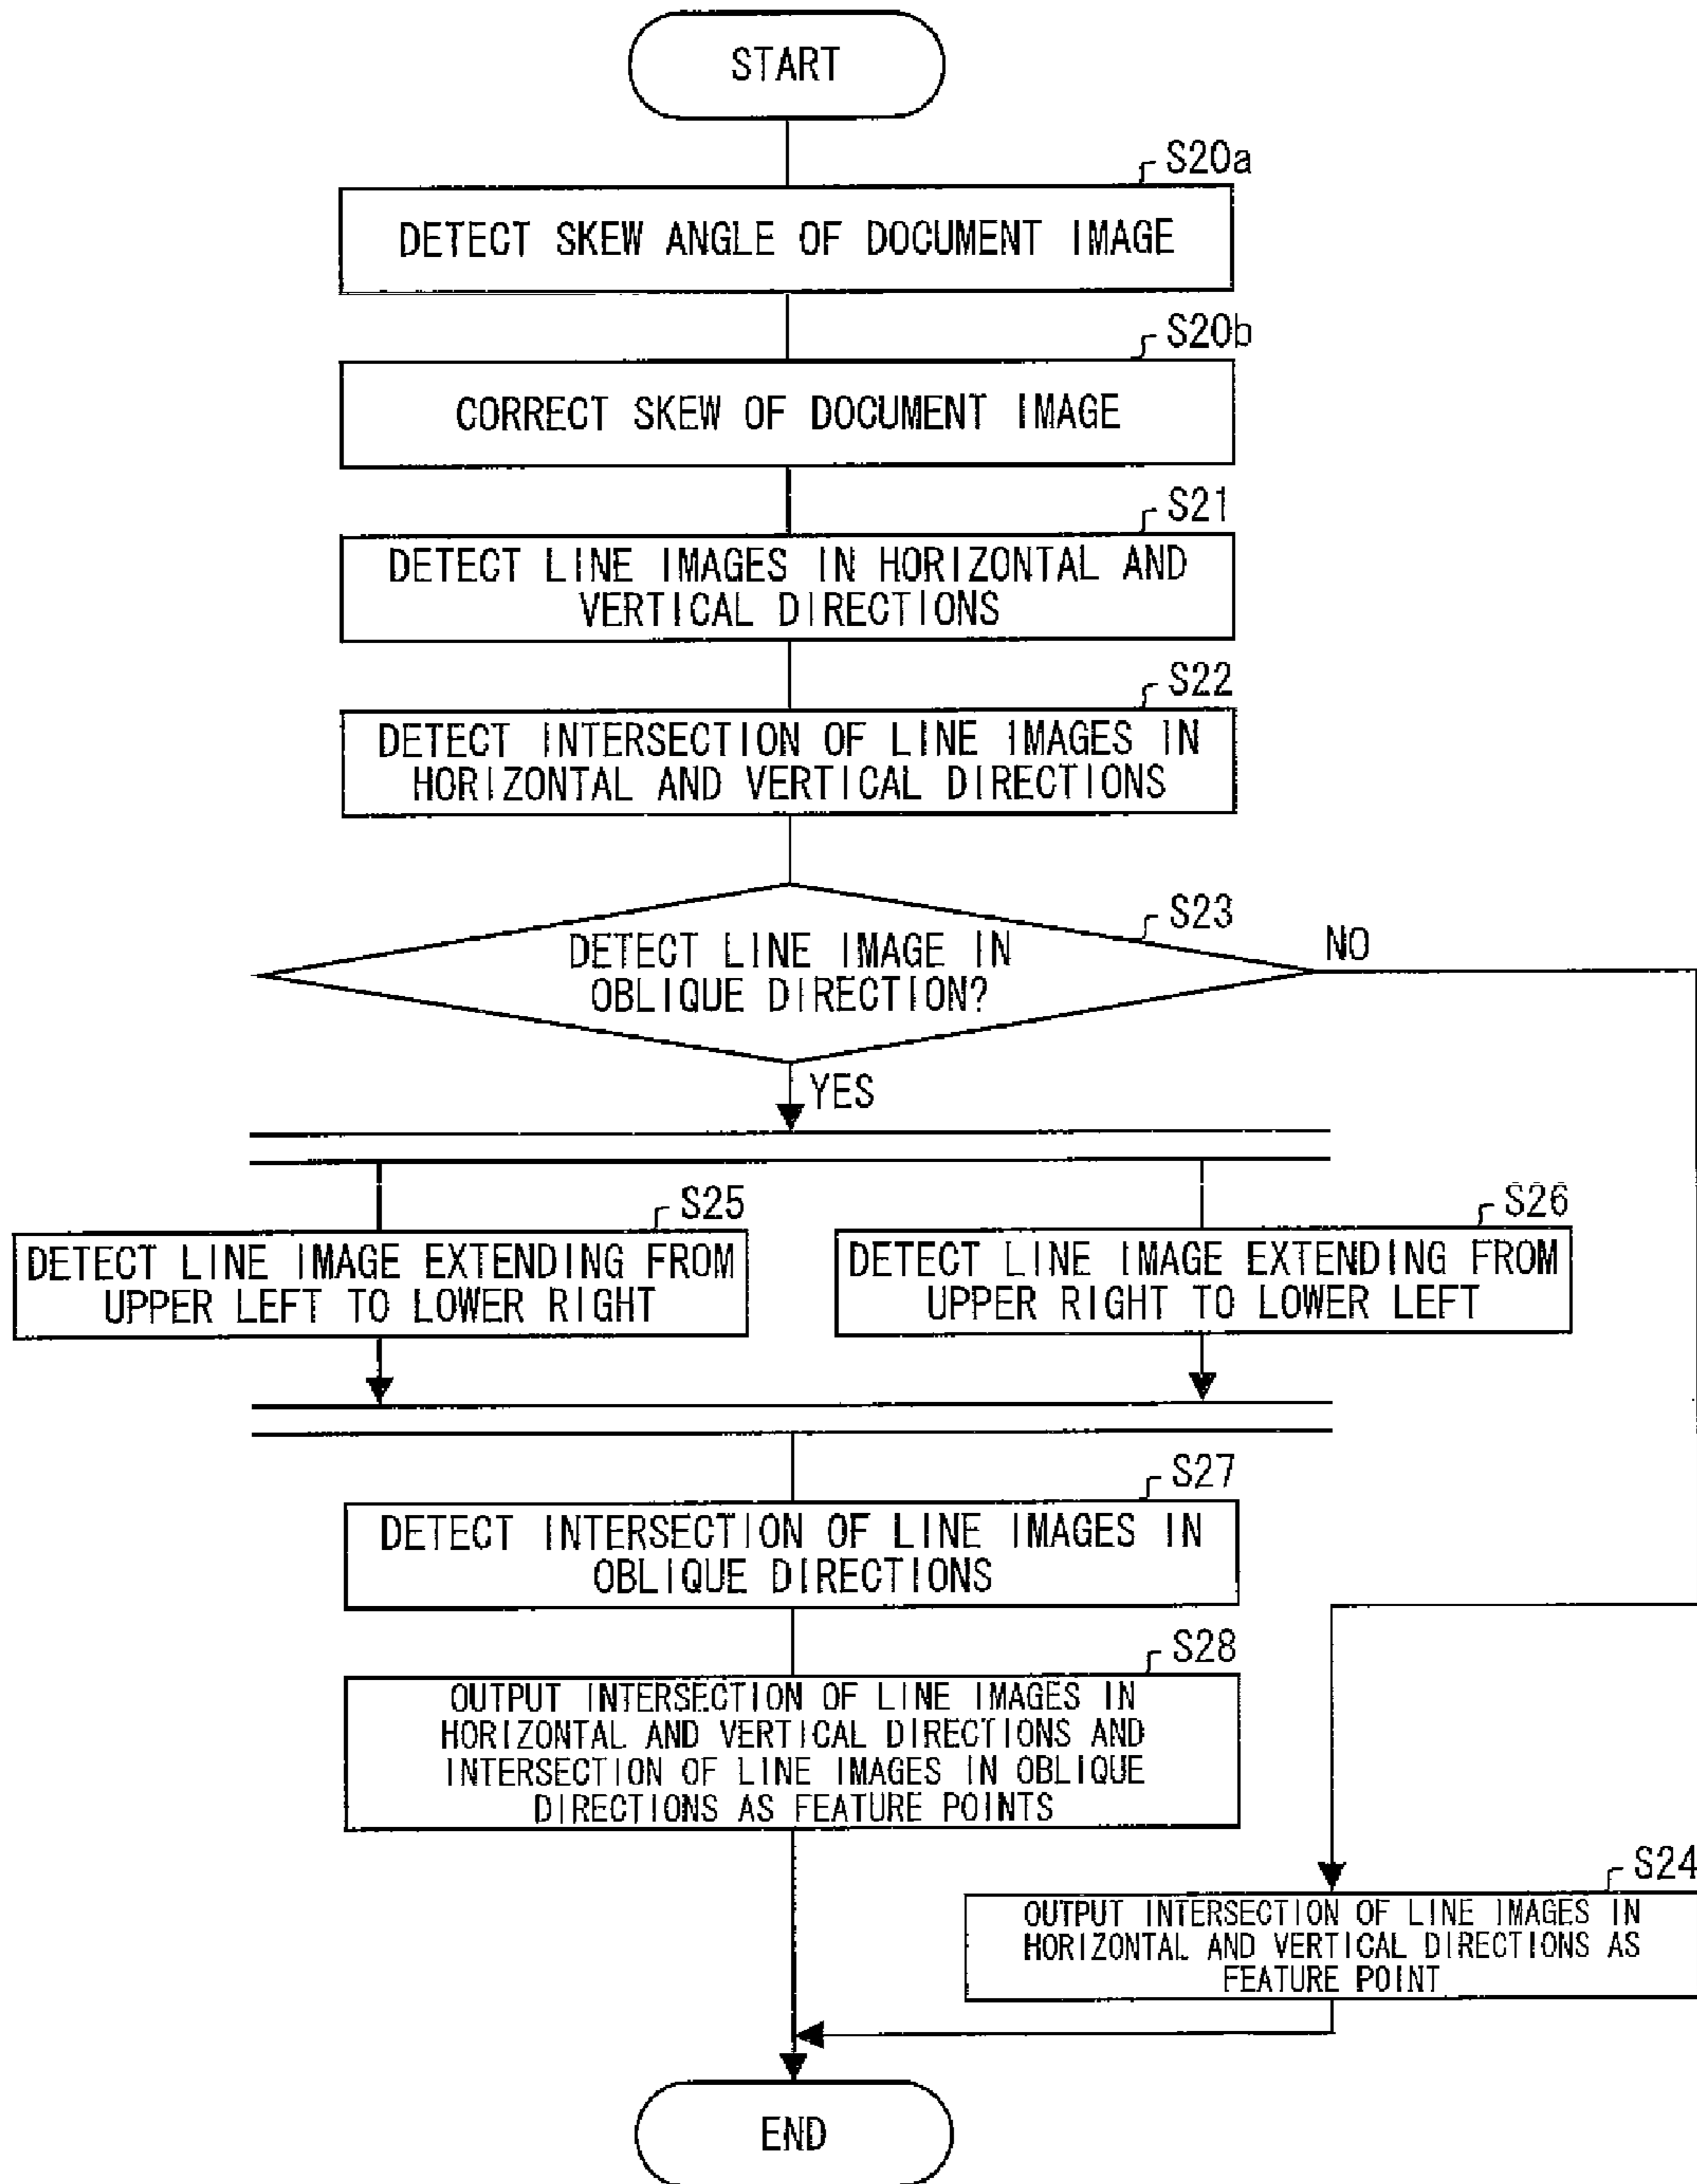 START
S20a
DETECT SKEW ANGLE OF DOCUMENT IMAGE
S20b
CORRECT SKEW OF DOCUMENT IMAGE
S21
DETECT LINE IMAGES IN HORIZONTAL AND
VERTICAL DIRECTIONS
S22
DETECT INTERSECTION OF LINE IMAGES IN
HORIZONTAL AND VERTICAL DIRECTIONS
S23
DETECT LINE IMAGE IN
OBLIQUE DIRECTION?
NO
YES
S25
DETECT LINE IMAGE EXTENDING FROM
UPPER LEFT TO LOWER RIGHT
S26
DETECT LINE IMAGE EXTENDING FROM
UPPER RIGHT TO LOWER LEFT
S27
DETECT INTERSECTION OF LINE IMAGES IN
OBLIQUE DIRECTIONS
S28
OUTPUT INTERSECTION OF LINE IMAGES IN
HORIZONTAL AND VERTICAL DIRECTIONS AND
INTERSECTION OF LINE IMAGES IN OBLIQUE
DIRECTIONS AS FEATURE POINTS
S24
OUTPUT INTERSECTION OF LINE IMAGES IN
HORIZONTAL AND VERTICAL DIRECTIONS AS
FEATURE POINT
END